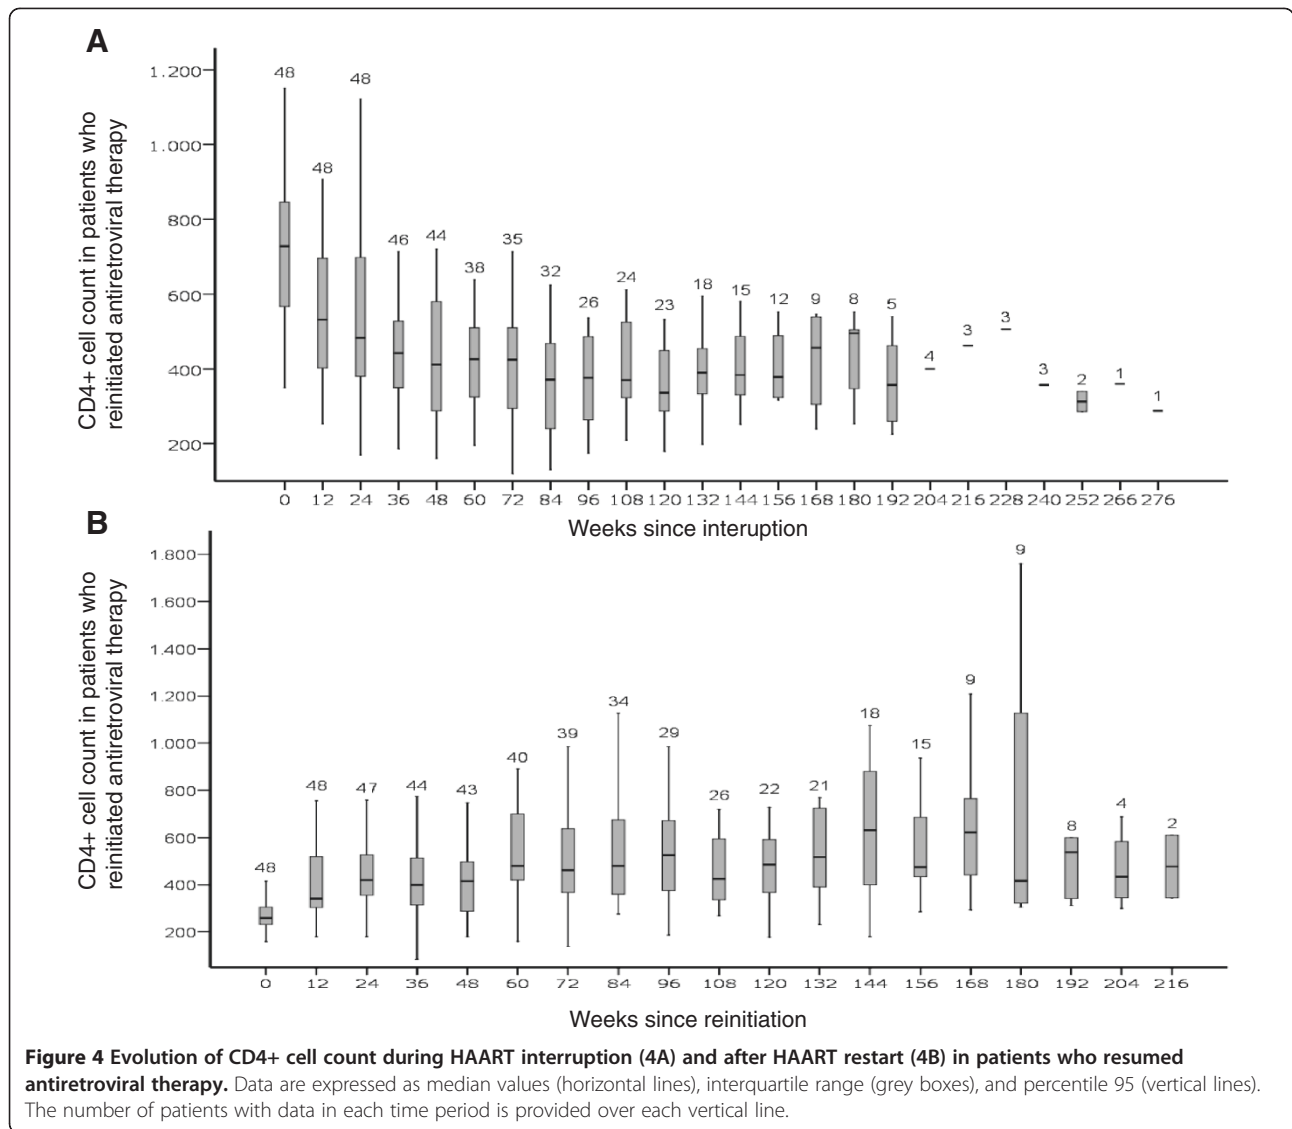 A
CD4+ cell count in patients who
reinitiated antiretroviral therapy
1.200
1.000
800
600
400
200
48 48 48 46 44 38 35 32 26 24 23 18 15 12 9 8 5 4 3 3 3 2 1 1
0 12 24 36 48 60 72 84 96 108 120 132 144 156 168 180 192 204 216 228 240 252 266 276
Weeks since interuption
B
CD4+ cell count in patients who
reinitiated antiretroviral therapy
1.800
1.600
1.400
1.200
1.000
800
600
400
200
48 48 47 44 43 40 39 34 29 26 22 21 18 15 9 9 8 4 2
0 12 24 36 48 60 72 84 96 108 120 132 144 156 168 180 192 204 216
Weeks since reinitiation
Figure 4 Evolution of CD4+ cell count during HAART interruption (4A) and after HAART restart (4B) in patients who resumed
antiretroviral therapy. Data are expressed as median values (horizontal lines), interquartile range (grey boxes), and percentile 95 (vertical lines).
The number of patients with data in each time period is provided over each vertical line.